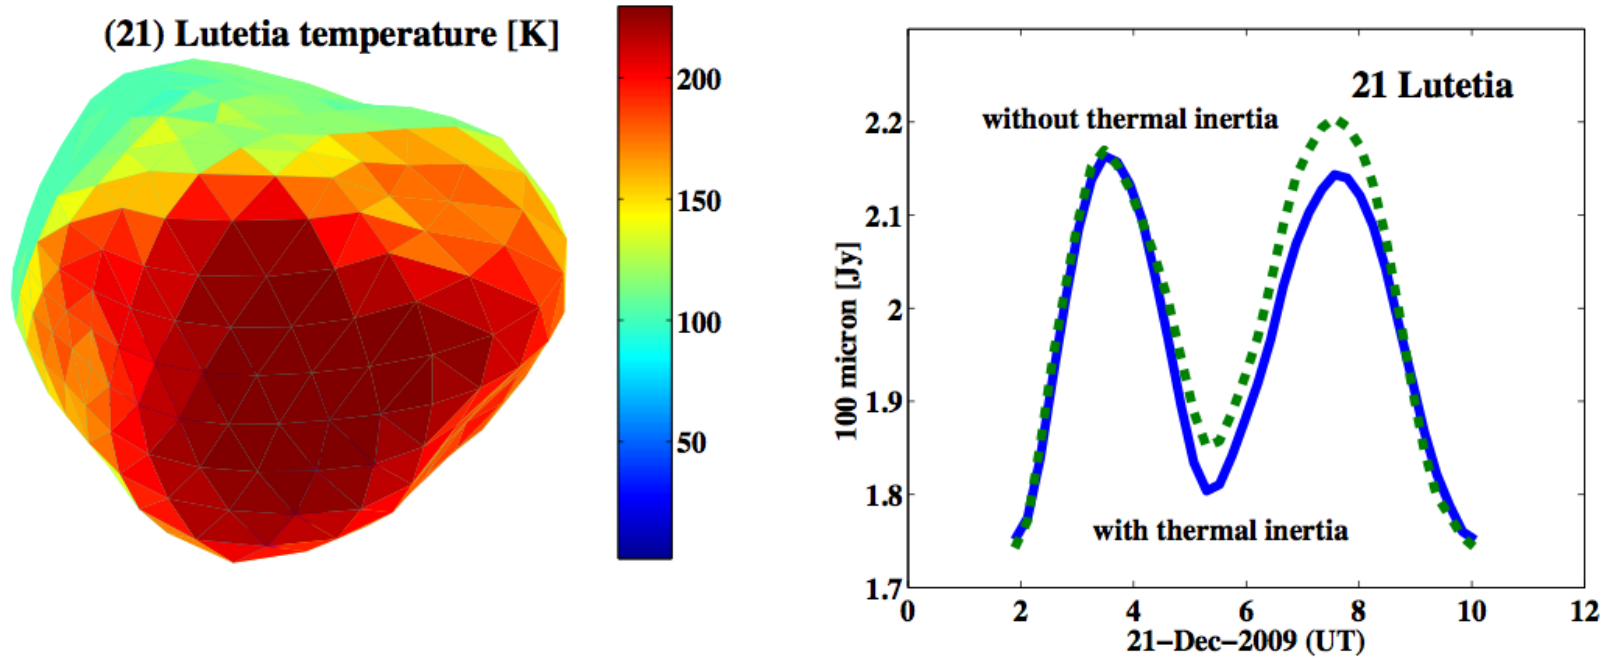 (21) Lutetia temperature [K]
200
150
100
50
21 Lutetia
without thermal inertia
with thermal inertia
100 micron [Jy]
2.2
2.1
2
1.9
1.8
1.7
0 2 4 6 8 10 12
21−Dec−2009 (UT)